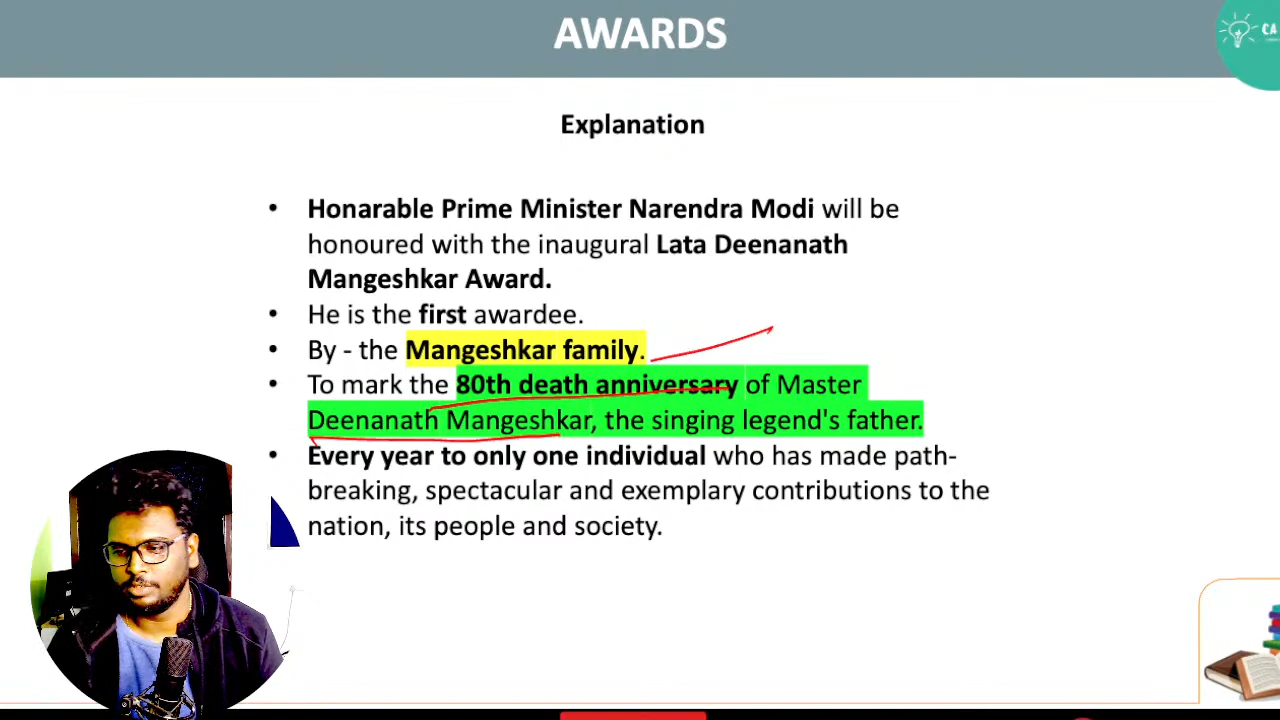 AWARDS
CA
Explanation
• Honarable Prime Minister Narendra Modi will be
honoured with the inaugural Lata Deenanath
Mangeshkar Award.
• He is the first awardee.
• By - the Mangeshkar family.
• To mark the 80th death anniversary of Master
Deenanath Mangeshkar, the singing legend's father.
• Every year to only one individual who has made path-
breaking, spectacular and exemplary contributions to the
nation, its people and society.